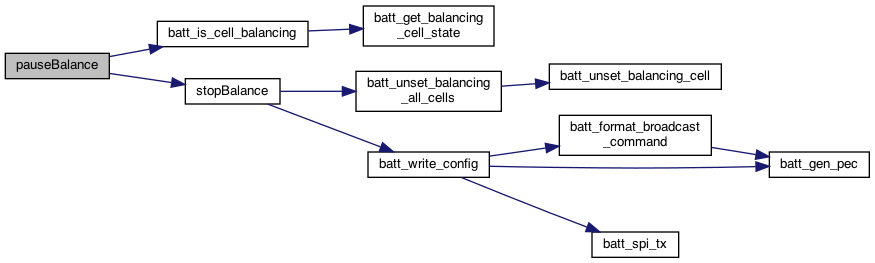 pauseBalance
batt_is_cell_balancing
batt_get_balancing
_cell_state
stopBalance
batt_unset_balancing
_all_cells
batt_unset_balancing_cell
batt_write_config
batt_format_broadcast
_command
batt_gen_pec
batt_spi_tx